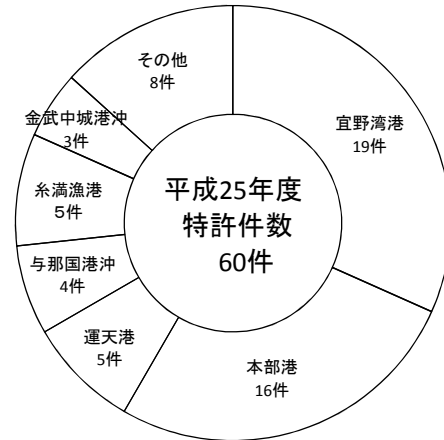 その他
8件
金武中城港沖
3件
糸満漁港
5件
与那国港沖
4件
運天港
5件
本部港
16件
宜野湾港
19件
平成25年度
特許件数
60件